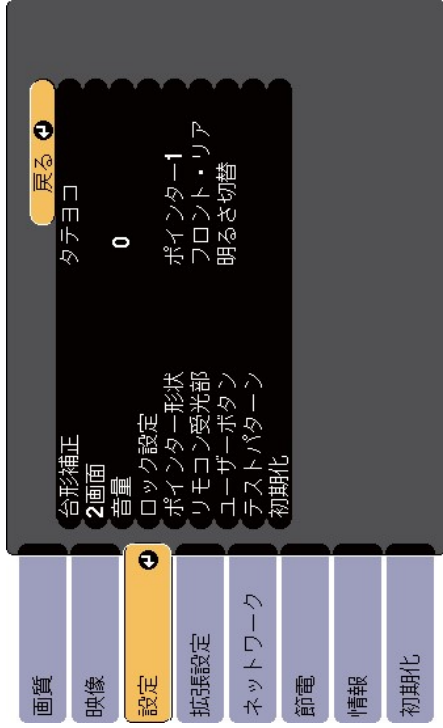 画質
映像
設定
拡張設定
ネットワーク
節電
情報
初期化
戻る
台形補正 タテヨコ
2画面
音量 0
ロック設定
ポインター形状 ポインター1
リモコン受光部 フロント・リア
ユーザーボタン 明るさ切替
テストパターン
初期化